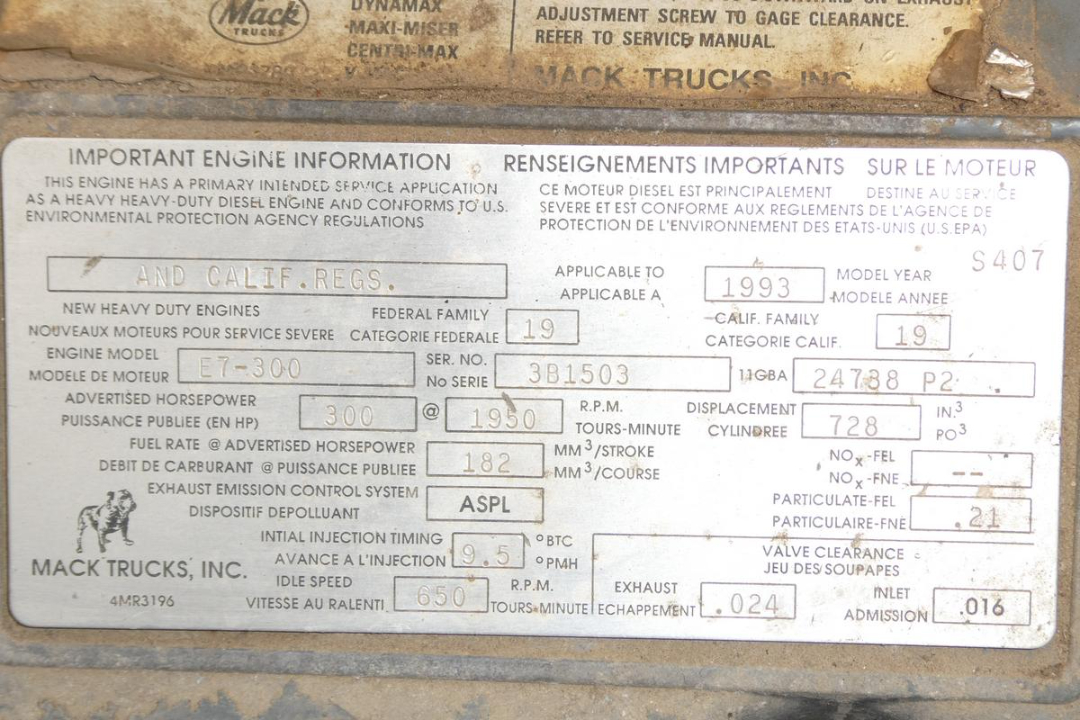 Mack
TRUCKS
DYNAMAX
MAXI-MISER
CENTRI-MAX
ADJUSTMENT SCREW TO GAGE CLEARANCE.
REFER TO SERVICE MANUAL.
MACK TRUCKS INC
IMPORTANT ENGINE INFORMATION
THIS ENGINE HAS A PRIMARY INTENDED SERVICE APPLICATION
AS A HEAVY HEAVY-DUTY DIESEL ENGINE AND CONFORMS TO U.S.
ENVIRONMENTAL PROTECTION AGENCY REGULATIONS
RENSEIGNEMENTS IMPORTANTS SUR LE MOTEUR
CE MOTEUR DIESEL EST PRINCIPALEMENT DESTINE AU SERVICE
SEVERE ET EST CONFORME AUX REGLEMENTS DE L'AGENCE DE
PROTECTION DE L'ENVIRONNEMENT DES ETATS-UNIS (U.S.EPA)
S407
AND CALIF.REGS.
APPLICABLE TO
APPLICABLE A
1993
MODEL YEAR
MODELE ANNEE
NEW HEAVY DUTY ENGINES
NOUVEAUX MOTEURS POUR SERVICE SEVERE
FEDERAL FAMILY
CATEGORIE FEDERALE
19
CALIF. FAMILY
CATEGORIE CALIF.
19
ENGINE MODEL
MODELE DE MOTEUR
E7-300
SER. NO.
No SERIE
3B1503
11GBA
24738 P2 .
ADVERTISED HORSEPOWER
PUISSANCE PUBLIEE (EN HP)
300
@
1950
R.P.M.
TOURS-MINUTE
DISPLACEMENT
CYLINDREE
728
IN.3
PO3
FUEL RATE @ ADVERTISED HORSEPOWER
DEBIT DE CARBURANT @ PUISSANCE PUBLIEE
182
MM3/STROKE
MM3/COURSE
NOx-FEL
NOx-FNE
--
EXHAUST EMISSION CONTROL SYSTEM
DISPOSITIF DEPOLLUANT
ASPL
PARTICULATE-FEL
PARTICULAIRE-FNE
.21
MACK TRUCKS, INC.
4MR3196
INTIAL INJECTION TIMING
AVANCE A L'INJECTION
9.5
°BTC
°PMH
IDLE SPEED
VITESSE AU RALENTI
650
R.P.M.
TOURS-MINUTE
VALVE CLEARANCE
JEU DES SOUPAPES
EXHAUST
ECHAPPEMENT
.024
INLET
ADMISSION
.016